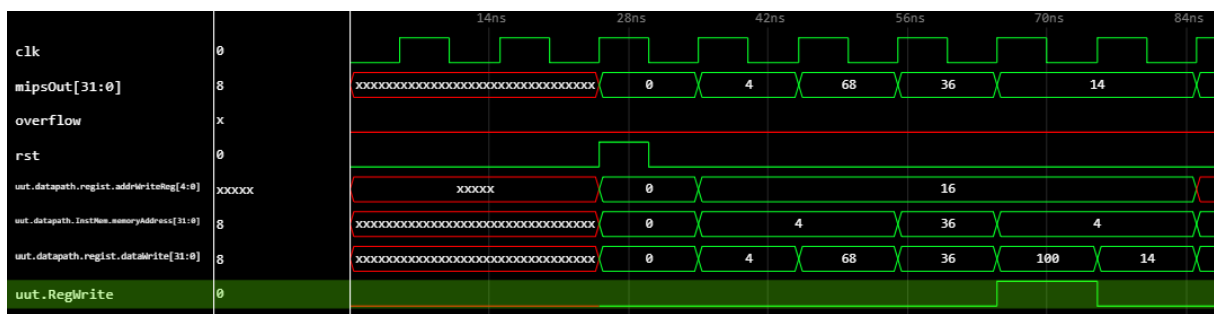 14ns 28ns 42ns 56ns 70ns 84ns
clk 0
mipsOut[31:0] 8 xxxxxxxxxxxxxxxxxxxxxxxxxxxxxxxx 0 4 68 36 14
overflow x
rst 0
uut.datapath.regist.addrWriteReg[4:0] xxxxx xxxxx 0 16
uut.datapath.InstMem.memoryAddress[31:0] 8 xxxxxxxxxxxxxxxxxxxxxxxxxxxxxxxx 0 4 36 4
uut.datapath.regist.dataWrite[31:0] 8 xxxxxxxxxxxxxxxxxxxxxxxxxxxxxxxx 0 4 68 36 100 14
uut.RegWrite 0